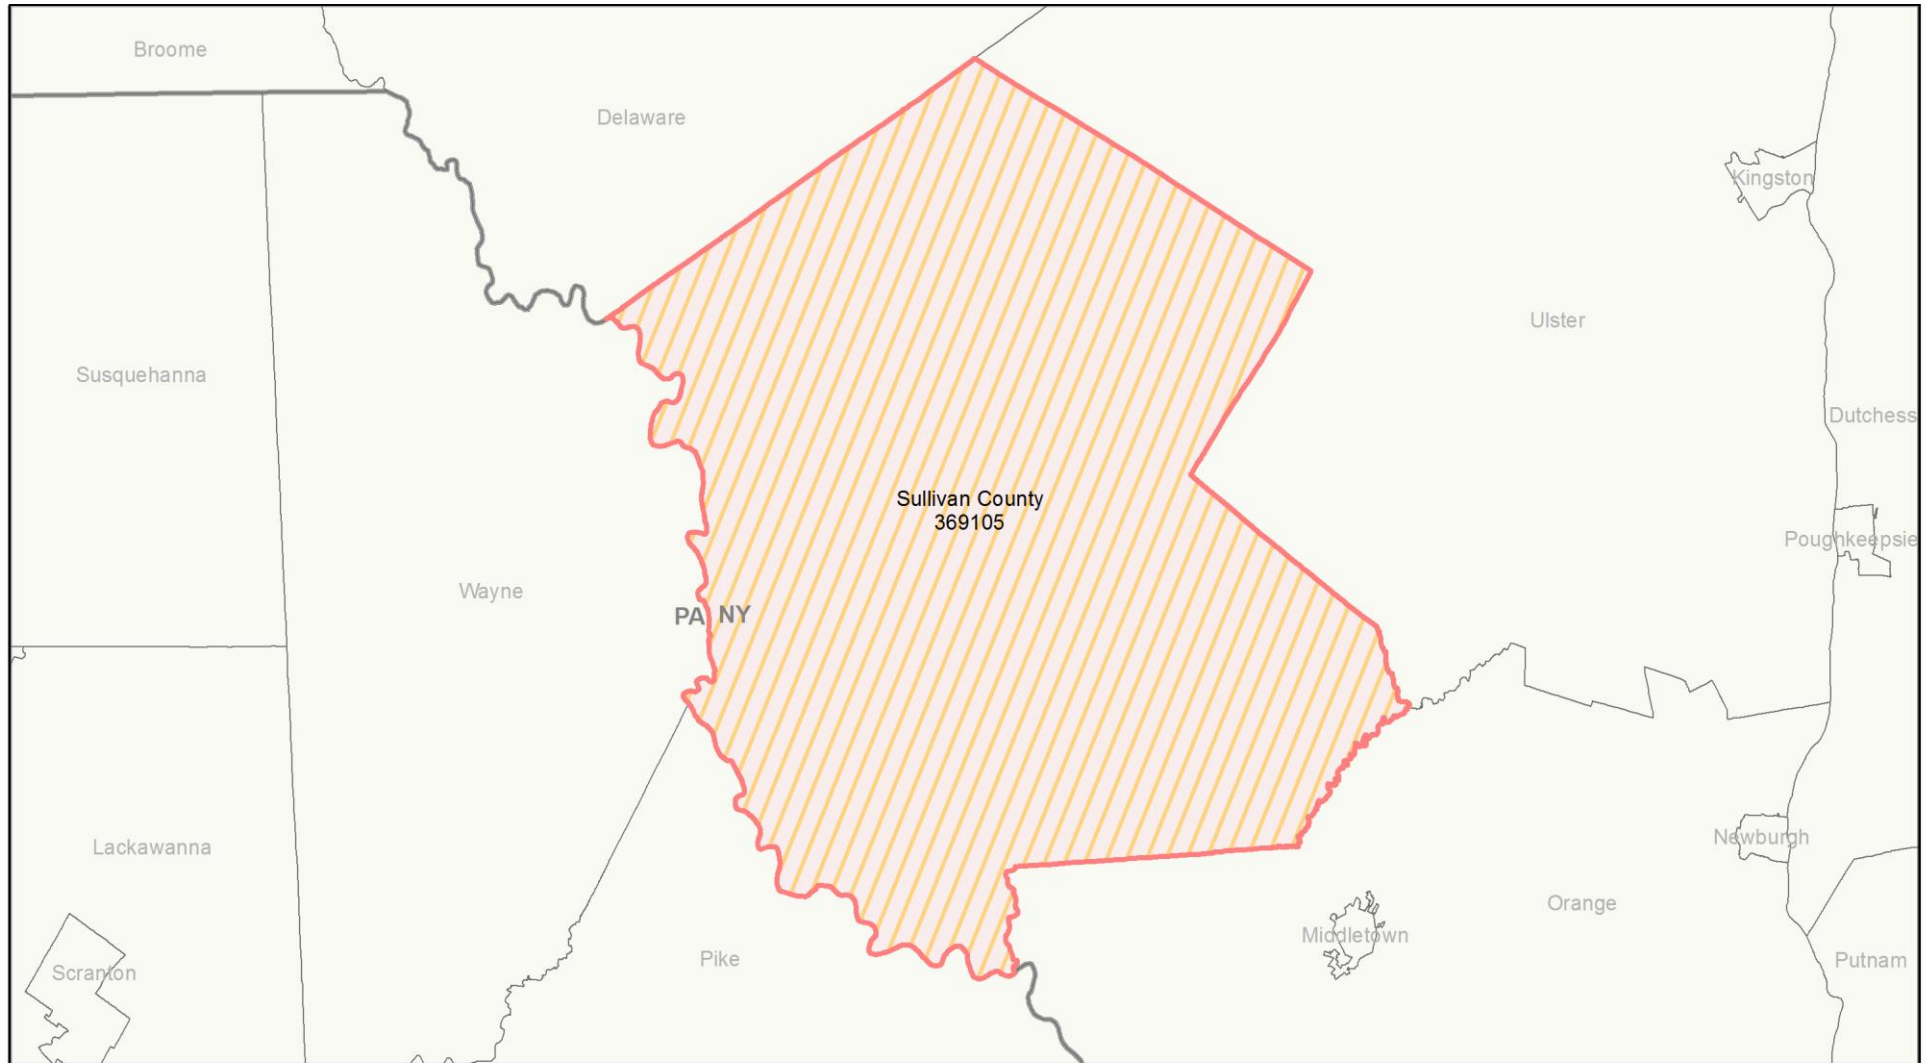 Broome
Delaware
Kingston
Ulster
Susquehanna
Dutchess
Sullivan County
369105
Poughkeepsie
Wayne
PA NY
Newburgh
Lackawanna
Orange
Middletown
Pike
Putnam
Scranton